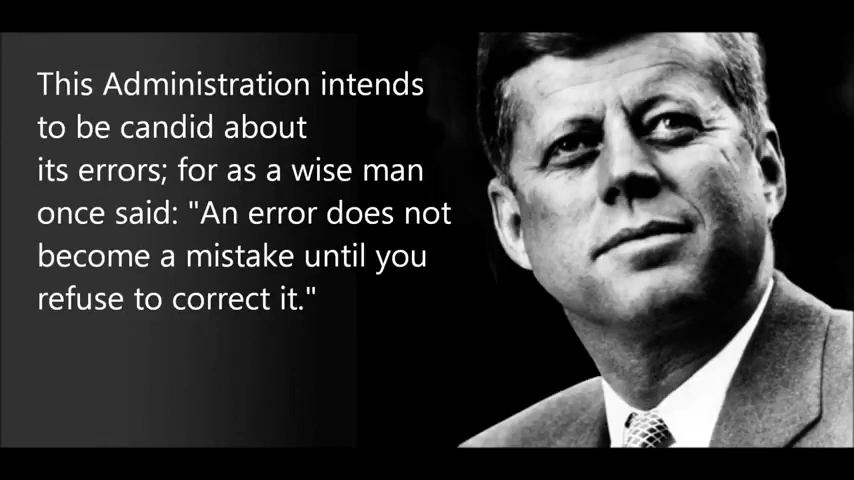 This Administration intends
to be candid about
its errors; for as a wise man
once said: "An error does not
become a mistake until you
refuse to correct it."